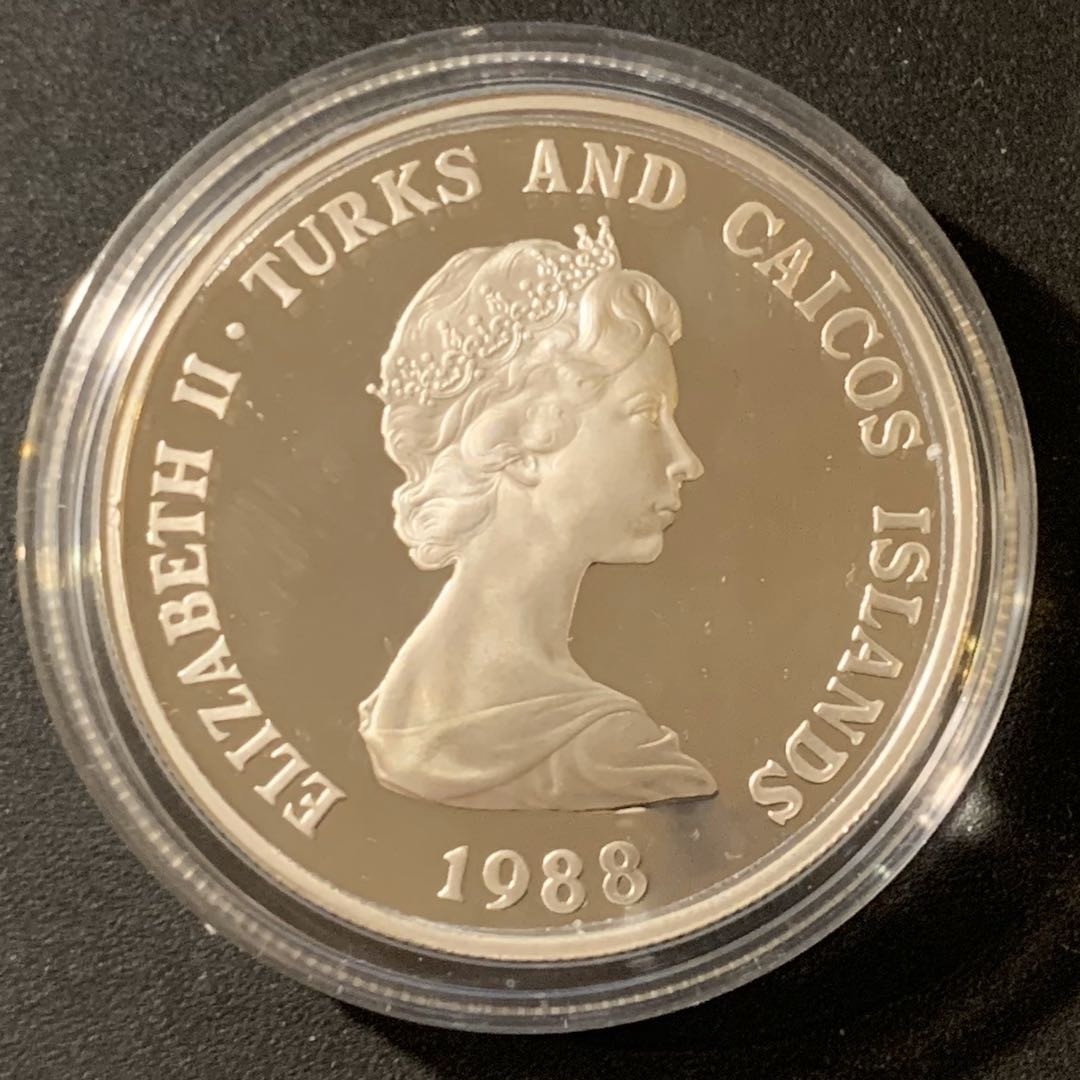 ELIZABETH II · TURKS AND CAICOS ISLANDS
1988